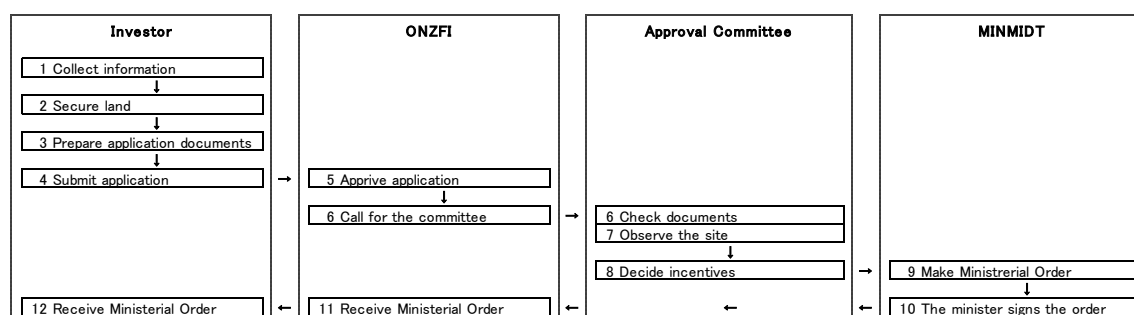 Investor
ONZFI
Approval Committee
MINMIDT
1 Collect information
↓
2 Secure land
↓
3 Prepare application documents
↓
4 Submit application → 5 Apprive application
↓
6 Call for the committee → 6 Check documents
7 Observe the site
↓
8 Decide incentives → 9 Make Ministrerial Order
↓
12 Receive Ministerial Order ← 11 Receive Ministerial Order ← ← ← 10 The minister signs the order